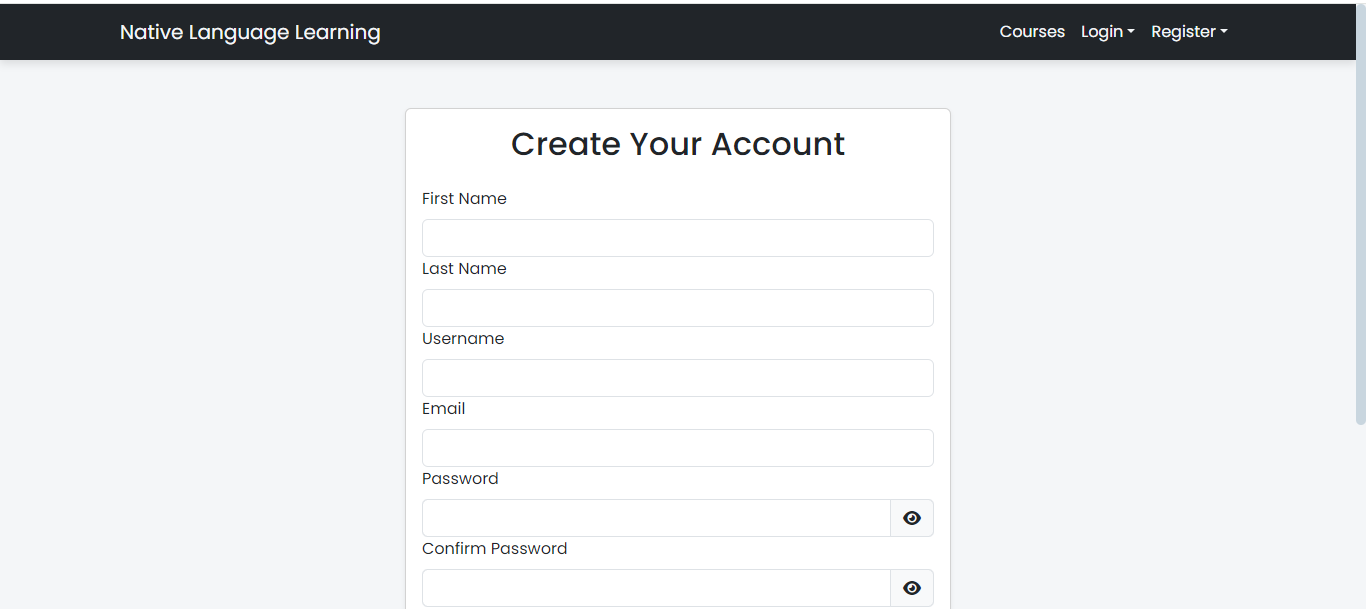 Native Language Learning Courses Login Register
Create Your Account
First Name
Last Name
Username
Email
Password
Confirm Password